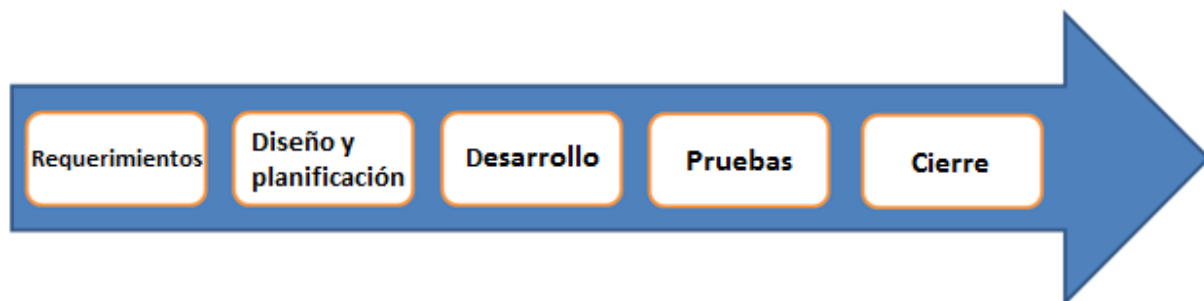 Requerimientos
Diseño y
planificación
Desarrollo
Pruebas
Cierre